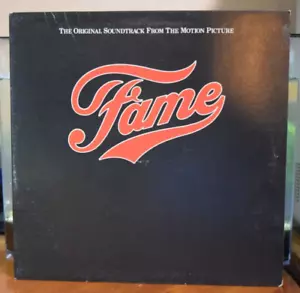 THE ORIGINAL SOUNDTRACK FROM THE MOTION PICTURE
Fame